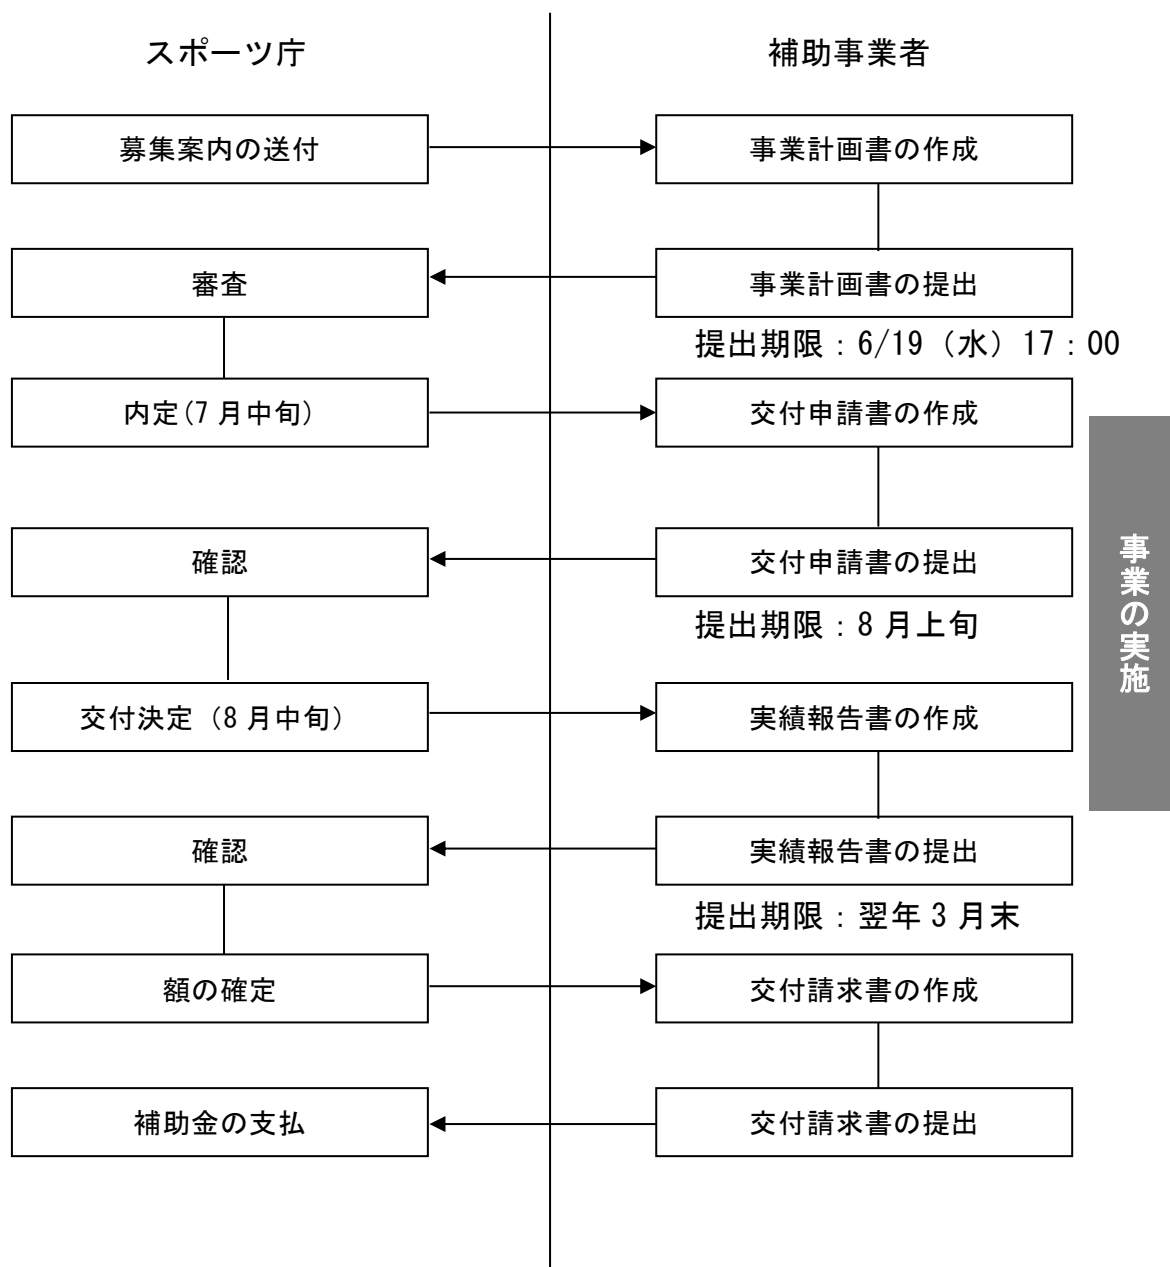 スポーツ庁
補助事業者
募集案内の送付
事業計画書の作成
審査
事業計画書の提出
提出期限：6/19（水）17：00
内定(7月中旬)
交付申請書の作成
確認
交付申請書の提出
提出期限：8月上旬
事業の実施
交付決定（8月中旬）
実績報告書の作成
確認
実績報告書の提出
提出期限：翌年3月末
額の確定
交付請求書の作成
補助金の支払
交付請求書の提出